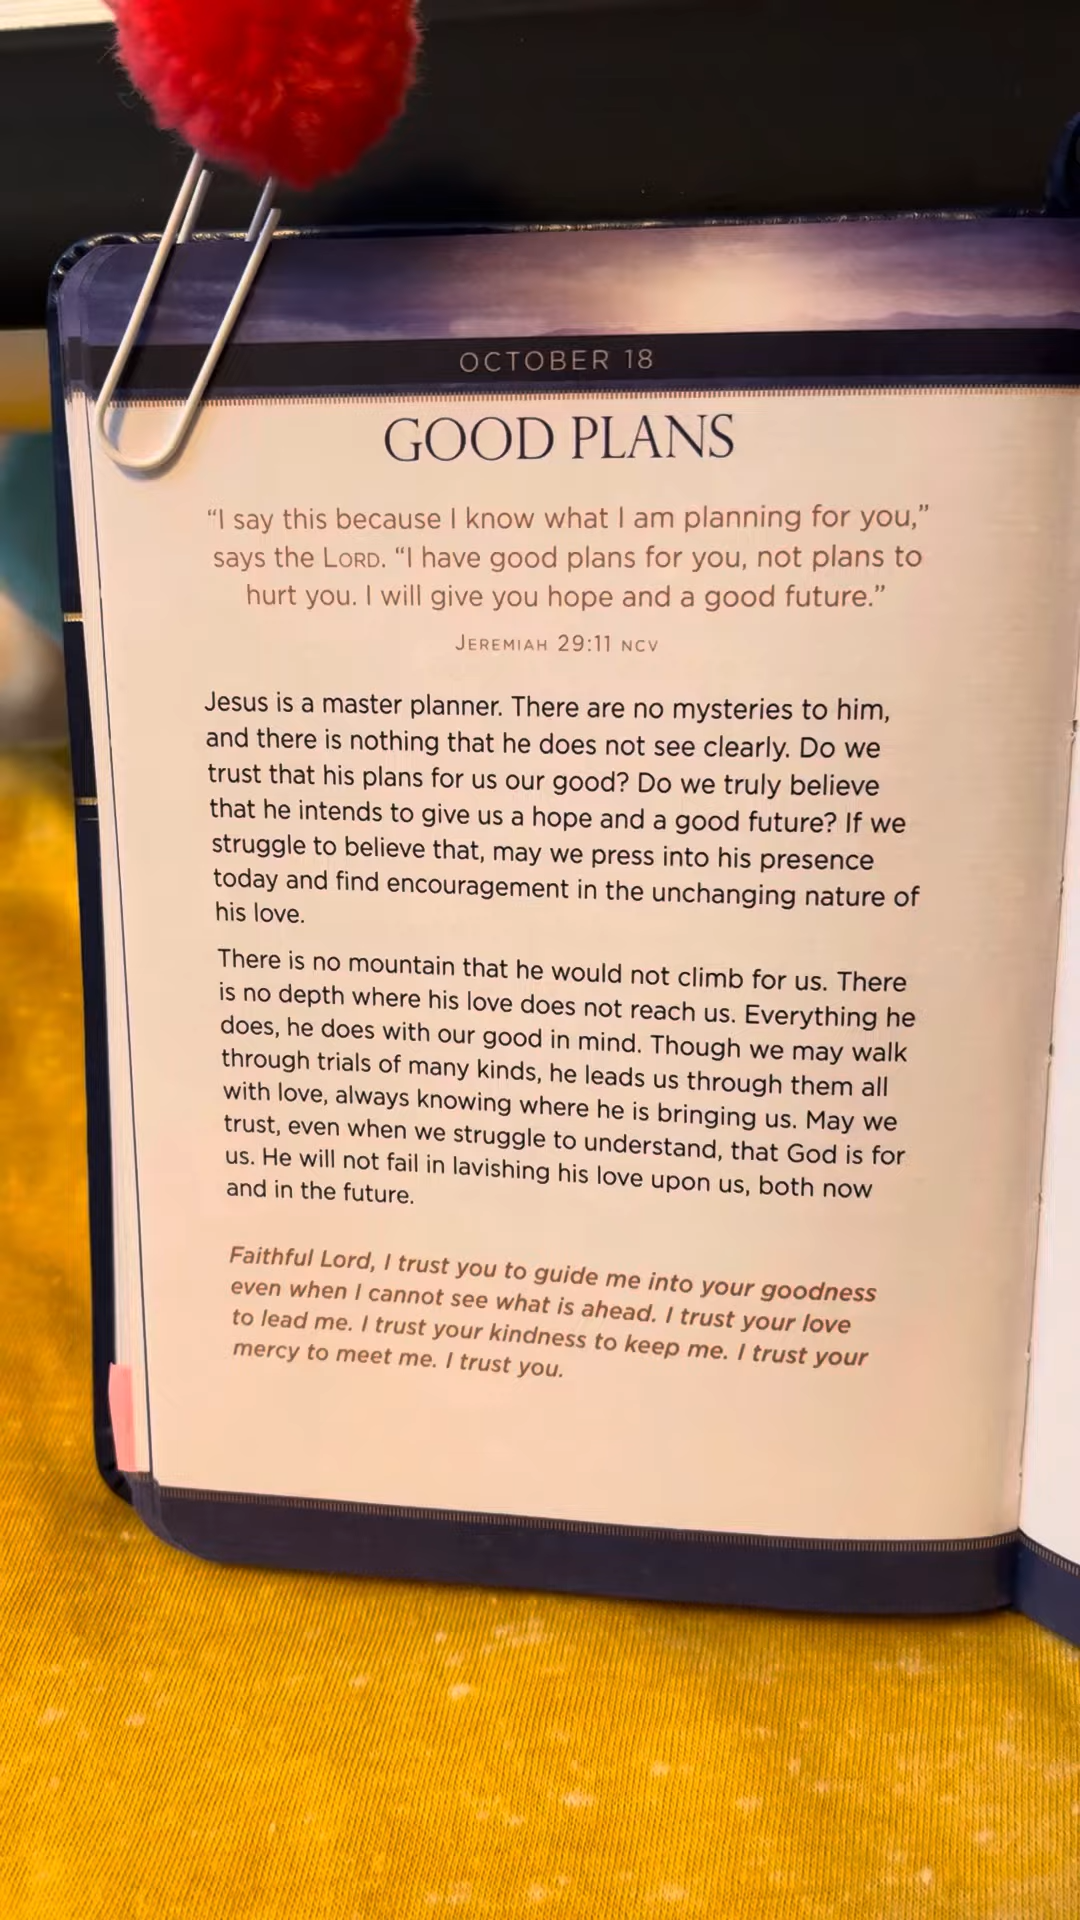 OCTOBER 18
GOOD PLANS
“I say this because I know what I am planning for you,”
says the LORD. “I have good plans for you, not plans to
hurt you. I will give you hope and a good future.”
JEREMIAH 29:11 NCV
Jesus is a master planner. There are no mysteries to him,
and there is nothing that he does not see clearly. Do we
trust that his plans for us our good? Do we truly believe
that he intends to give us a hope and a good future? If we
struggle to believe that, may we press into his presence
today and find encouragement in the unchanging nature of
his love.
There is no mountain that he would not climb for us. There
is no depth where his love does not reach us. Everything he
does, he does with our good in mind. Though we may walk
through trials of many kinds, he leads us through them all
with love, always knowing where he is bringing us. May we
trust, even when we struggle to understand, that God is for
us. He will not fail in lavishing his love upon us, both now
and in the future.
Faithful Lord, I trust you to guide me into your goodness
even when I cannot see what is ahead. I trust your love
to lead me. I trust your kindness to keep me. I trust your
mercy to meet me. I trust you.